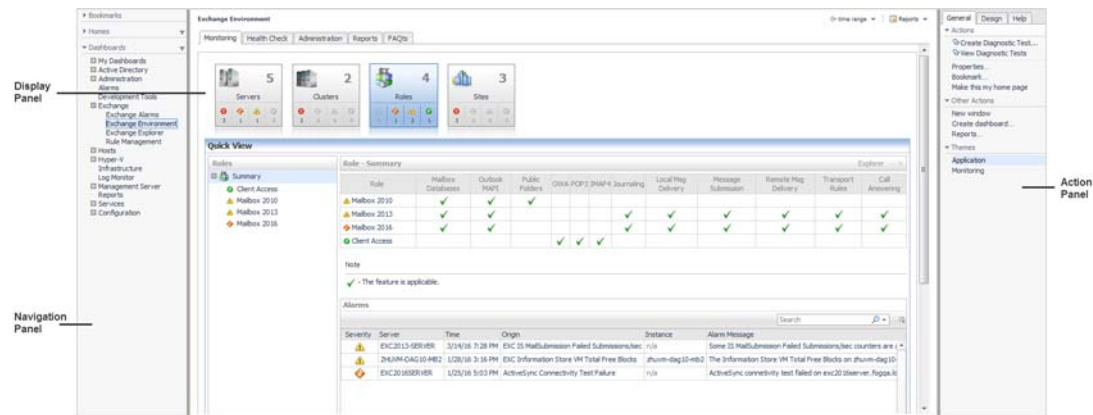 Display Panel
Navigation Panel
Action Panel
Bookmarks
Homes
Dashboards
My Dashboards
Active Directory
Administration
Alarms
Development Tools
Exchange
Exchange Alarms
Exchange Environment
Exchange Explorer
Rule Management
Hosts
Hyper-V
Infrastructure
Log Monitor
Management Server
Reports
Services
Configuration
Exchange Environment
time range Reports
Monitoring Health Check Administration Reports FAQts
5 2 4 3
Servers Clusters Roles Sites
Quick View
Roles
Summary
Client Access
Mailbox 2010
Mailbox 2013
Mailbox 2016
Role - Summary Explorer
Role Mailbox Databases Outlook MAPI Public Folders OWA POP3 IMAP4 Journaling Local Msg Delivery Message Submission Remote Msg Delivery Transport Rules Call Answering
Mailbox 2010 ✓ ✓ ✓
Mailbox 2013 ✓ ✓ ✓ ✓ ✓ ✓ ✓ ✓
Mailbox 2016 ✓ ✓ ✓ ✓ ✓ ✓ ✓ ✓
Client Access ✓ ✓ ✓
Note
✓ - The feature is applicable.
Alarms
Search
Severity Server Time Origin Instance Alarm Message
EXC2013-SERVER 3/14/16 7:28 PM EXC IS MailSubmission Failed Submissions/sec n/a Some IS MailSubmission Failed Submissions/sec counters are
ZHUVM-DAG10-MB2 1/28/16 3:16 PM EXC Information Store VM Total Free Blocks zhuvm-dag10-mb2 The Information Store VM Total Free Blocks on zhuvm-dag10-
EXC2016SERVER 1/25/16 5:03 PM ActiveSync Connectivity Test Failure n/a ActiveSync connetivity test failed on exc2016server.fogqa.lo
General Design Help
Actions
Create Diagnostic Test...
View Diagnostic Tests
Properties...
Bookmark...
Make this my home page
Other Actions
New window
Create dashboard...
Reports...
Themes
Application
Monitoring